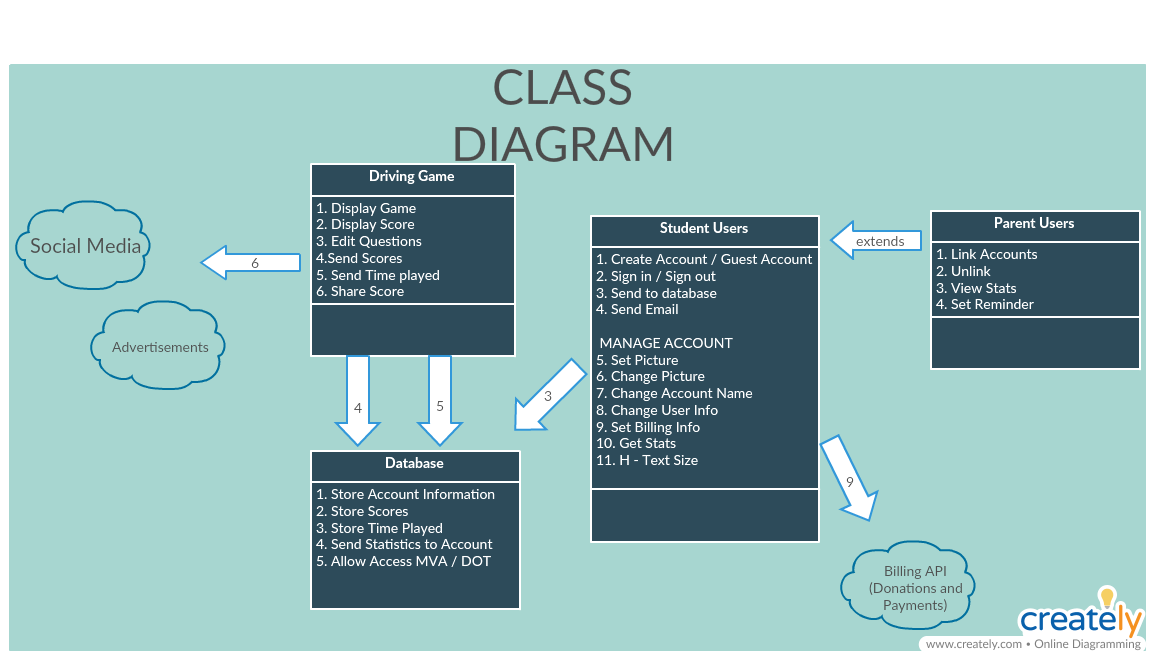 CLASS
DIAGRAM
Driving Game
1. Display Game
2. Display Score
3. Edit Questions
4.Send Scores
5. Send Time played
6. Share Score
Social Media
6
Advertisements
Student Users
1. Create Account / Guest Account
2. Sign in / Sign out
3. Send to database
4. Send Email
MANAGE ACCOUNT
5. Set Picture
6. Change Picture
7. Change Account Name
8. Change User Info
9. Set Billing Info
10. Get Stats
11. H - Text Size
extends
Parent Users
1. Link Accounts
2. Unlink
3. View Stats
4. Set Reminder
4
5
3
9
Database
1. Store Account Information
2. Store Scores
3. Store Time Played
4. Send Statistics to Account
5. Allow Access MVA / DOT
Billing API
(Donations and
Payments)
creately
www.creately.com • Online Diagramming